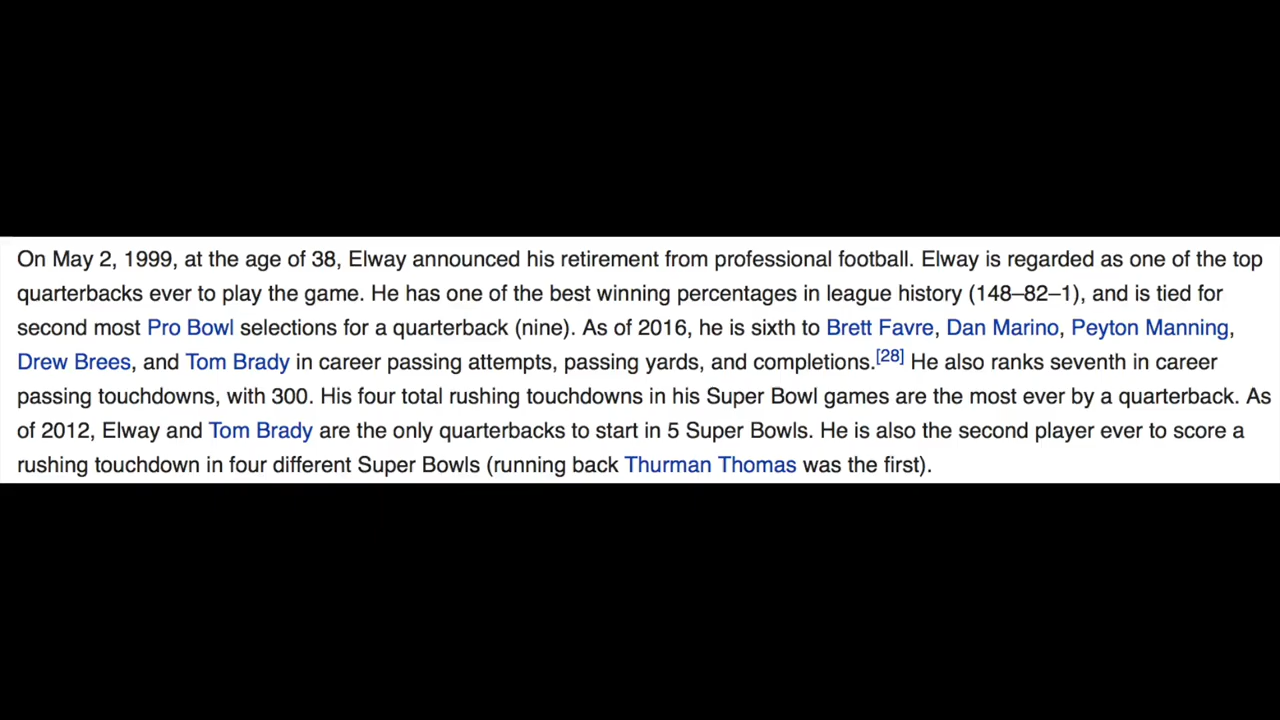 On May 2, 1999, at the age of 38, Elway announced his retirement from professional football. Elway is regarded as one of the top
quarterbacks ever to play the game. He has one of the best winning percentages in league history (148–82–1), and is tied for
second most Pro Bowl selections for a quarterback (nine). As of 2016, he is sixth to Brett Favre, Dan Marino, Peyton Manning,
Drew Brees, and Tom Brady in career passing attempts, passing yards, and completions.[28] He also ranks seventh in career
passing touchdowns, with 300. His four total rushing touchdowns in his Super Bowl games are the most ever by a quarterback. As
of 2012, Elway and Tom Brady are the only quarterbacks to start in 5 Super Bowls. He is also the second player ever to score a
rushing touchdown in four different Super Bowls (running back Thurman Thomas was the first).